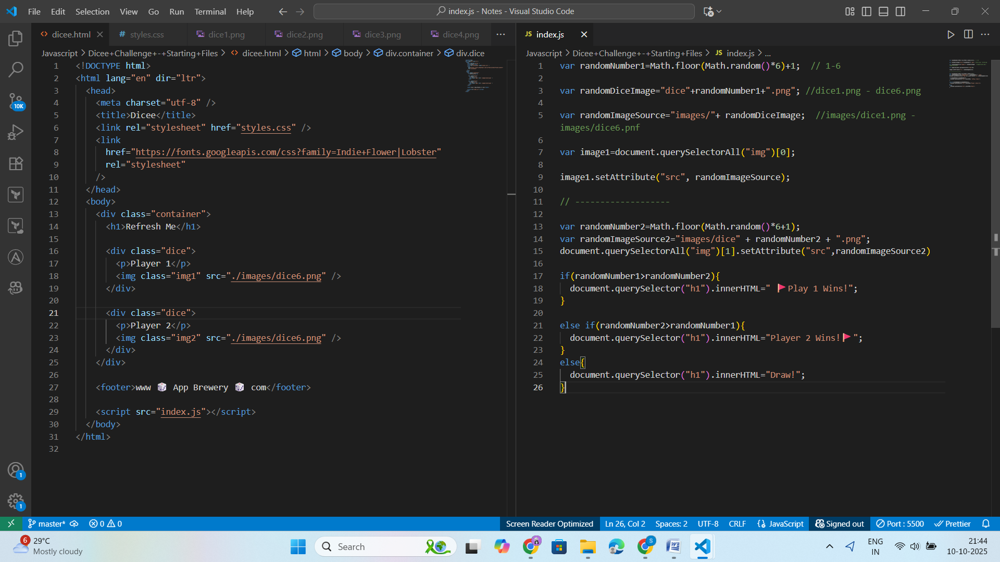 File Edit Selection View Go Run Terminal Help
index.js - Notes - Visual Studio Code
dicee.html
styles.css
dice1.png
dice2.png
dice3.png
dice4.png
Javascript > Dicee+Challenge+-+Starting+Files > dicee.html > html > body > div.container > div.dice
1 <!DOCTYPE html>
2 <html lang="en" dir="ltr">
3 <head>
4 <meta charset="utf-8" />
5 <title>Dicee</title>
6 <link rel="stylesheet" href="styles.css" />
7 <link
8 href="https://fonts.googleapis.com/css?family=Indie+Flower|Lobster"
9 rel="stylesheet"
10 />
11 </head>
12 <body>
13 <div class="container">
14 <h1>Refresh Me</h1>
15
16 <div class="dice">
17 <p>Player 1</p>
18 <img class="img1" src="./images/dice6.png" />
19 </div>
20
21 <div class="dice">
22 <p>Player 2</p>
23 <img class="img2" src="./images/dice6.png" />
24 </div>
25 </div>
26
27 <footer>www 🎲 App Brewery 🎲 com</footer>
28
29 <script src="index.js"></script>
30 </body>
31 </html>
32
index.js
Javascript > Dicee+Challenge+-+Starting+Files > JS index.js > ...
1 var randomNumber1=Math.floor(Math.random()*6)+1; // 1-6
2
3 var randomDiceImage="dice"+randomNumber1+".png"; //dice1.png - dice6.png
4
5 var randomImageSource="images/"+ randomDiceImage; //images/dice1.png -
images/dice6.pnf
6
7 var image1=document.querySelectorAll("img")[0];
8
9 image1.setAttribute("src", randomImageSource);
10
11 // -------------------
12
13 var randomNumber2=Math.floor(Math.random()*6+1);
14 var randomImageSource2="images/dice" + randomNumber2 + ".png";
15 document.querySelectorAll("img")[1].setAttribute("src",randomImageSource2)
16
17 if(randomNumber1>randomNumber2){
18 document.querySelector("h1").innerHTML=" 🚩Play 1 Wins!";
19 }
20
21 else if(randomNumber2>randomNumber1){
22 document.querySelector("h1").innerHTML="Player 2 Wins!🚩";
23 }
24 else{
25 document.querySelector("h1").innerHTML="Draw!";
26 }
10K
1
1
master* 0 0
Screen Reader Optimized Ln 26, Col 2 Spaces: 2 UTF-8 CRLF {} JavaScript Signed out Port : 5500 Prettier
6
29°C
Mostly cloudy
Search
S
ENG
IN
21:44
10-10-2025